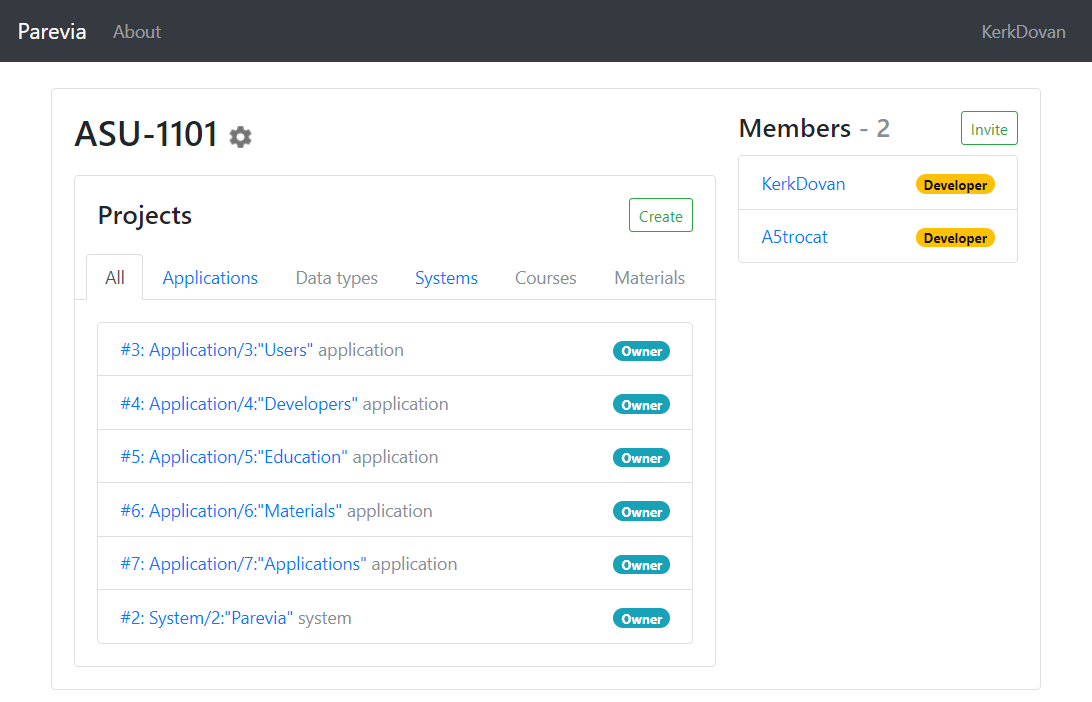 Parevia About KerkDovan
ASU-1101
Projects Create
All Applications Data types Systems Courses Materials
#3: Application/3:"Users" application Owner
#4: Application/4:"Developers" application Owner
#5: Application/5:"Education" application Owner
#6: Application/6:"Materials" application Owner
#7: Application/7:"Applications" application Owner
#2: System/2:"Parevia" system Owner
Members - 2 Invite
KerkDovan Developer
A5trocat Developer